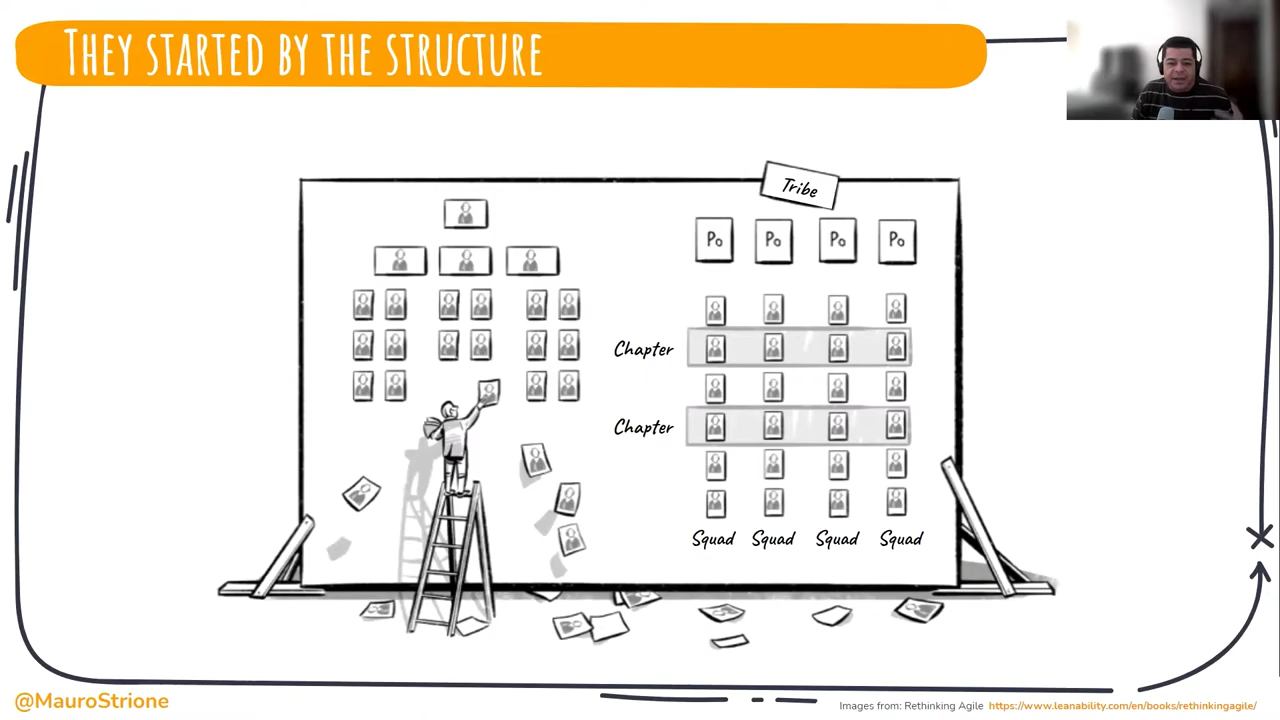 THEY STARTED BY THE STRUCTURE
Tribe
Po Po Po Po
Chapter
Chapter
Squad Squad Squad Squad
@MauroStrione
Images from: Rethinking Agile https://www.leanability.com/en/books/rethinkingagile/